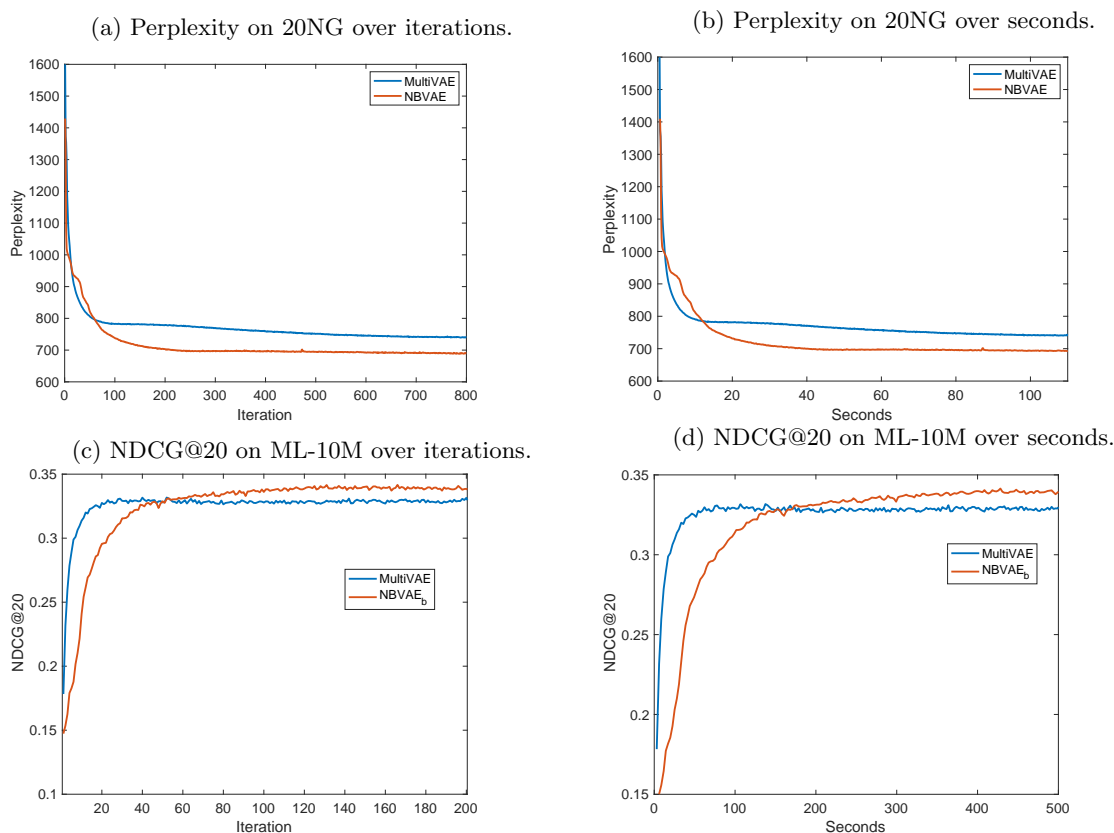 (a) Perplexity on 20NG over iterations.
1600
1500
1400
1300
1200
1100
1000
900
800
700
600
Perplexity
MultiVAE
NBVAE
0 100 200 300 400 500 600 700 800
Iteration
(b) Perplexity on 20NG over seconds.
1600
1500
1400
1300
1200
1100
1000
900
800
700
600
Perplexity
MultiVAE
NBVAE
0 20 40 60 80 100
Seconds
(c) NDCG@20 on ML-10M over iterations.
0.35
0.3
0.25
0.2
0.15
0.1
NDCG@20
MultiVAE
NBVAE_b
20 40 60 80 100 120 140 160 180 200
Iteration
(d) NDCG@20 on ML-10M over seconds.
0.35
0.3
0.25
0.2
0.15
NDCG@20
MultiVAE
NBVAE_b
0 100 200 300 400 500
Seconds